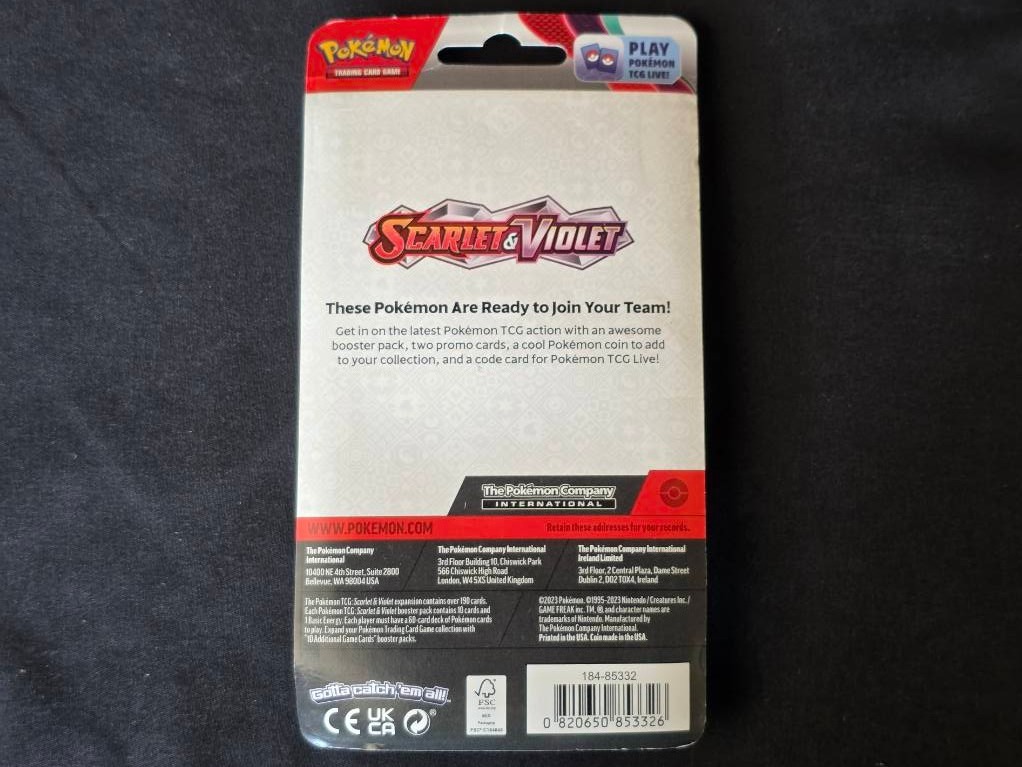 POKéMON
TRADING CARD GAME
PLAY
POKÉMON
TCG LIVE!
SCARLET & VIOLET
These Pokémon Are Ready to Join Your Team!
Get in on the latest Pokémon TCG action with an awesome
booster pack, two promo cards, a cool Pokémon coin to add
to your collection, and a code card for Pokémon TCG Live!
The Pokémon Company
INTERNATIONAL
WWW.POKEMON.COM
Retain these addresses for your records.
The Pokémon Company
International
10400 NE 4th Street, Suite 2800
Bellevue, WA 98004 USA
The Pokémon Company International
3rd Floor Building 10, Chiswick Park
566 Chiswick High Road
London, W4 5XS United Kingdom
The Pokémon Company International
Ireland Limited
3rd Floor, 2 Central Plaza, Dame Street
Dublin 2, D02 T0X4, Ireland
The Pokémon TCG: Scarlet & Violet expansion contains over 190 cards.
Each Pokémon TCG: Scarlet & Violet booster pack contains 10 cards and
1 Basic Energy. Each player must have a 60-card deck of Pokémon cards
to play. Expand your Pokémon Trading Card Game collection with
"10 Additional Game Cards" booster packs.
©2023 Pokémon. ©1995-2023 Nintendo / Creatures Inc. /
GAME FREAK inc. TM, ®, and character names are
trademarks of Nintendo. Manufactured by
The Pokémon Company International.
Printed in the USA. Coin made in the USA.
Gotta catch 'em all!
CE UK
CA
FSC
MIX
Packaging
184-85332
0 820650 853326